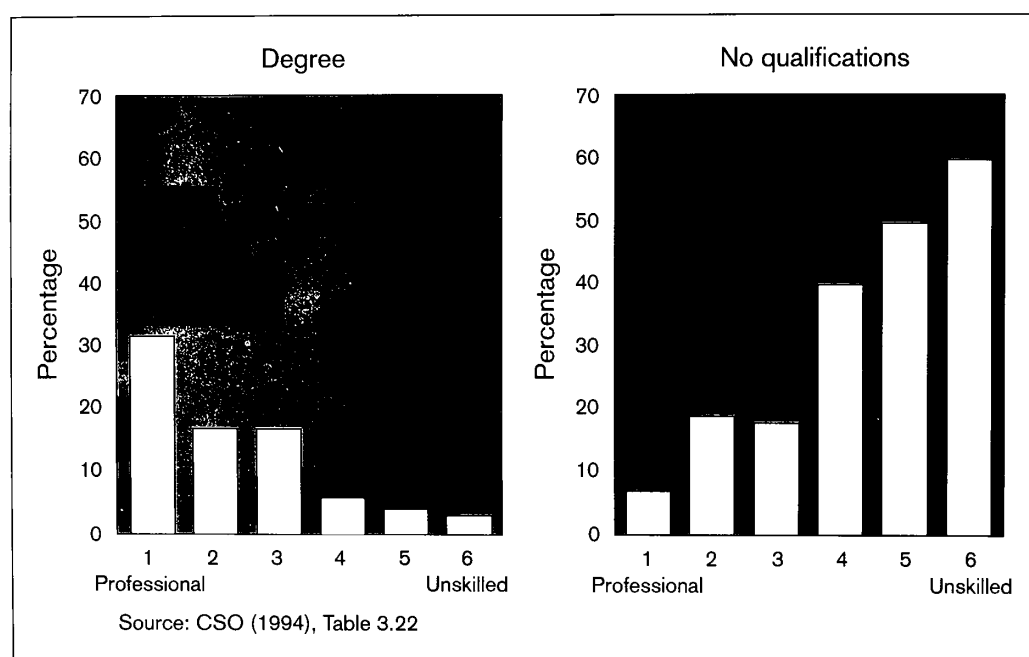 Degree
Percentage
70
60
50
40
30
20
10
0
1 2 3 4 5 6
Professional Unskilled
No qualifications
Percentage
70
60
50
40
30
20
10
0
1 2 3 4 5 6
Professional Unskilled
Source: CSO (1994), Table 3.22